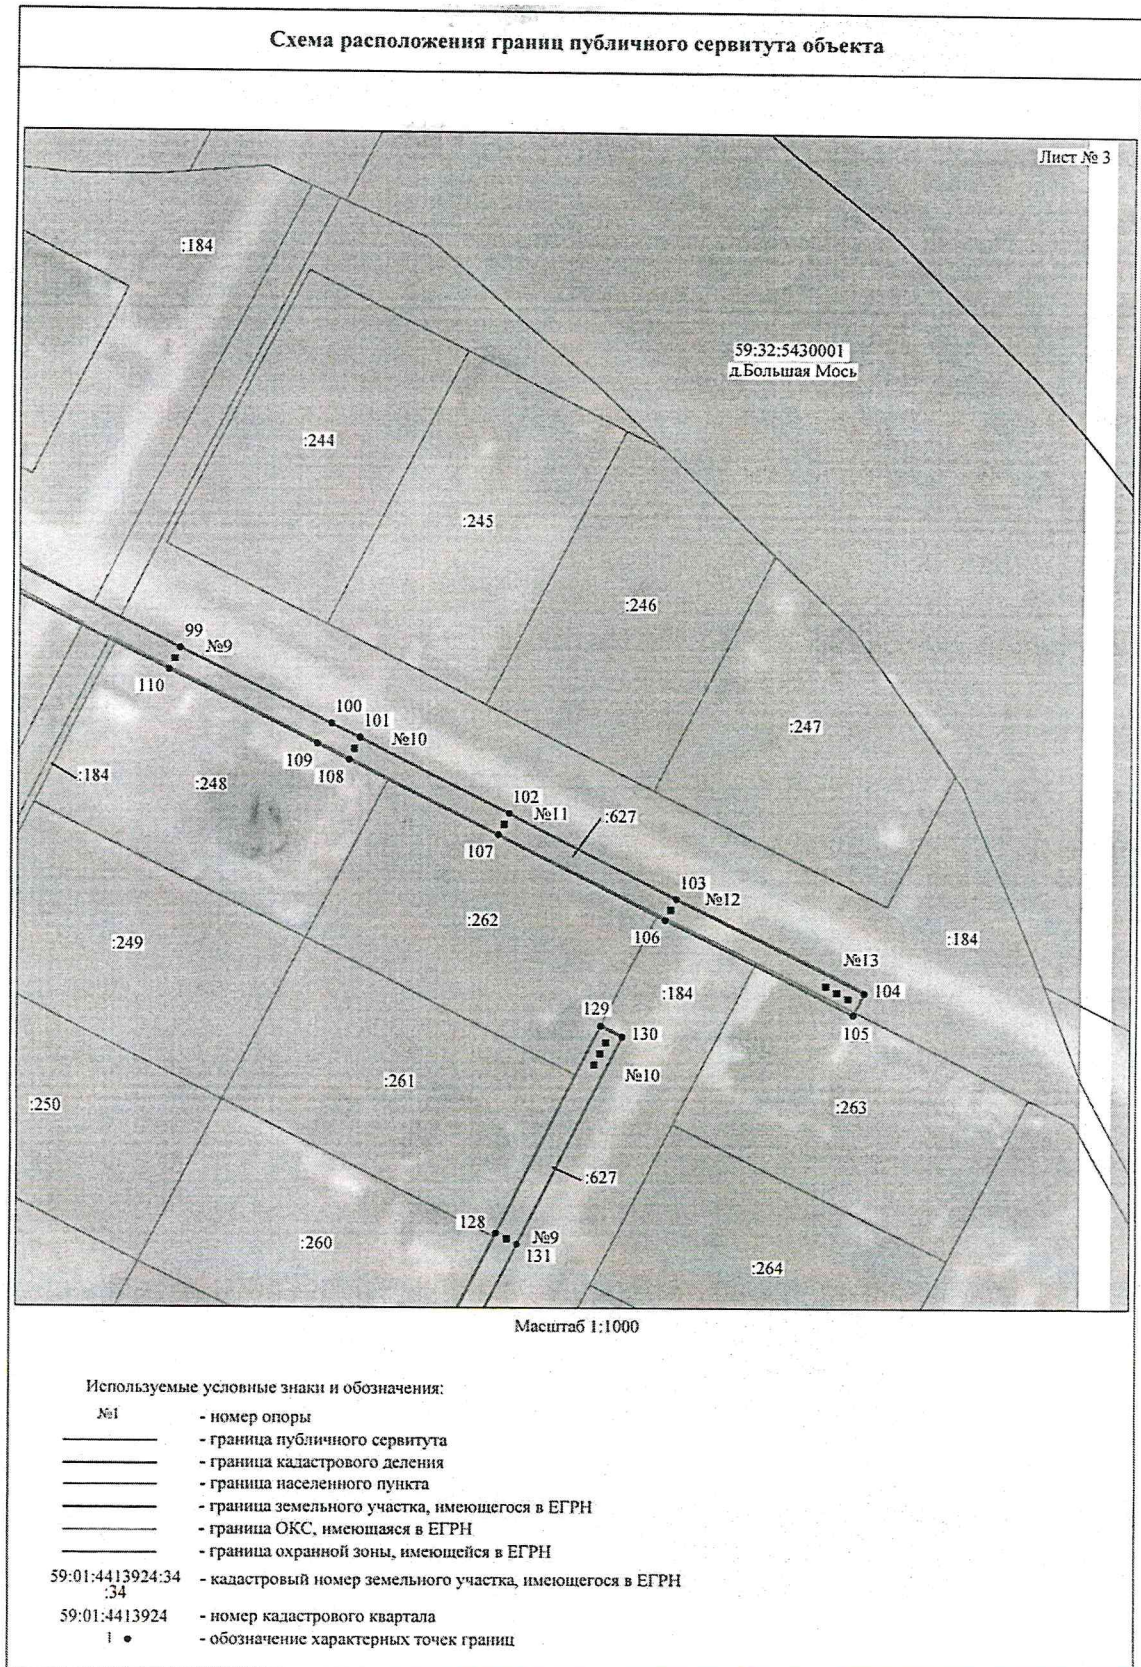 Схема расположения границ публичного сервитута объекта
Лист № 3
:184
59:32:5430001
д.Большая Мось
:244
:245
:246
99
№9
110
100
101
№10
:247
109
108
:184
:248
102
№11
:627
107
103
№12
:262
106
:249
:184
№13
:184
104
129
130
105
№10
:261
:250
:263
:627
128
№9
:260
131
:264
Масштаб 1:1000
Используемые условные знаки и обозначения:
№1 - номер опоры
- граница публичного сервитута
- граница кадастрового деления
- граница населенного пункта
- граница земельного участка, имеющегося в ЕГРН
- граница ОКС, имеющаяся в ЕГРН
- граница охранной зоны, имеющейся в ЕГРН
59:01:4413924:34 - кадастровый номер земельного участка, имеющегося в ЕГРН
:34
59:01:4413924 - номер кадастрового квартала
1 - обозначение характерных точек границ